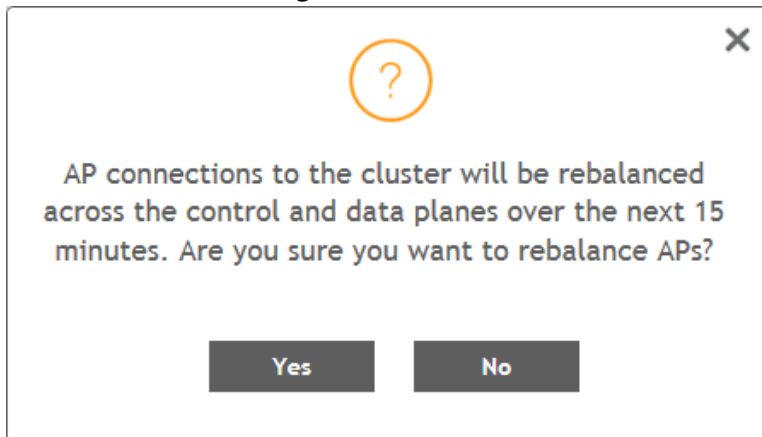 ?
AP connections to the cluster will be rebalanced
across the control and data planes over the next 15
minutes. Are you sure you want to rebalance APs?
Yes No